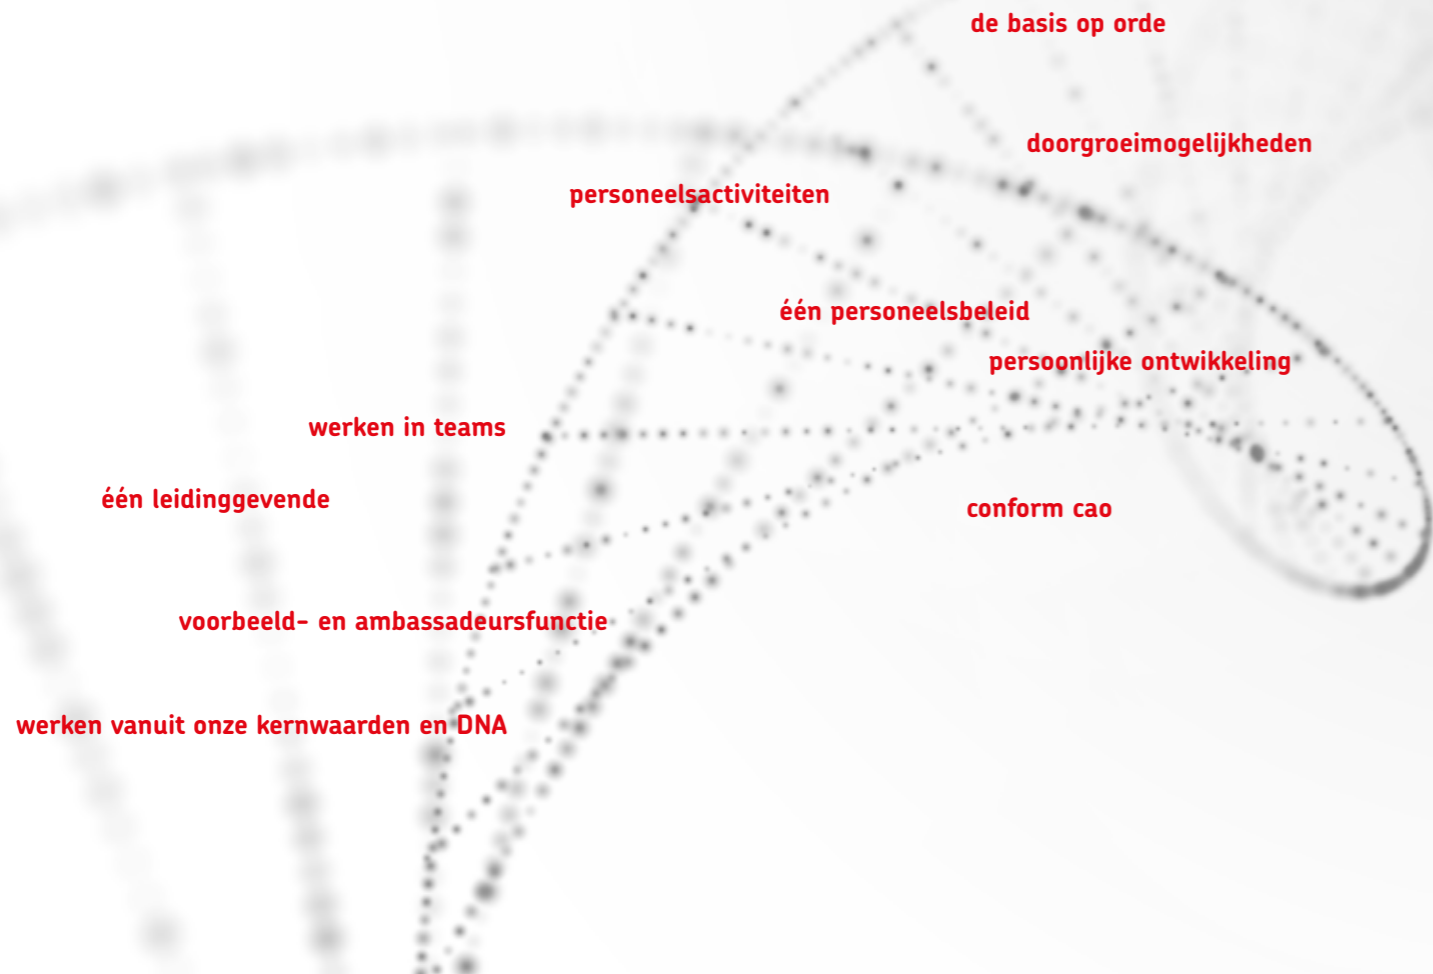 de basis op orde
doorgroeimogelijkheden
personeelsactiviteiten
één personeelsbeleid
persoonlijke ontwikkeling
werken in teams
één leidinggevende
conform cao
voorbeeld- en ambassadeursfunctie
werken vanuit onze kernwaarden en DNA